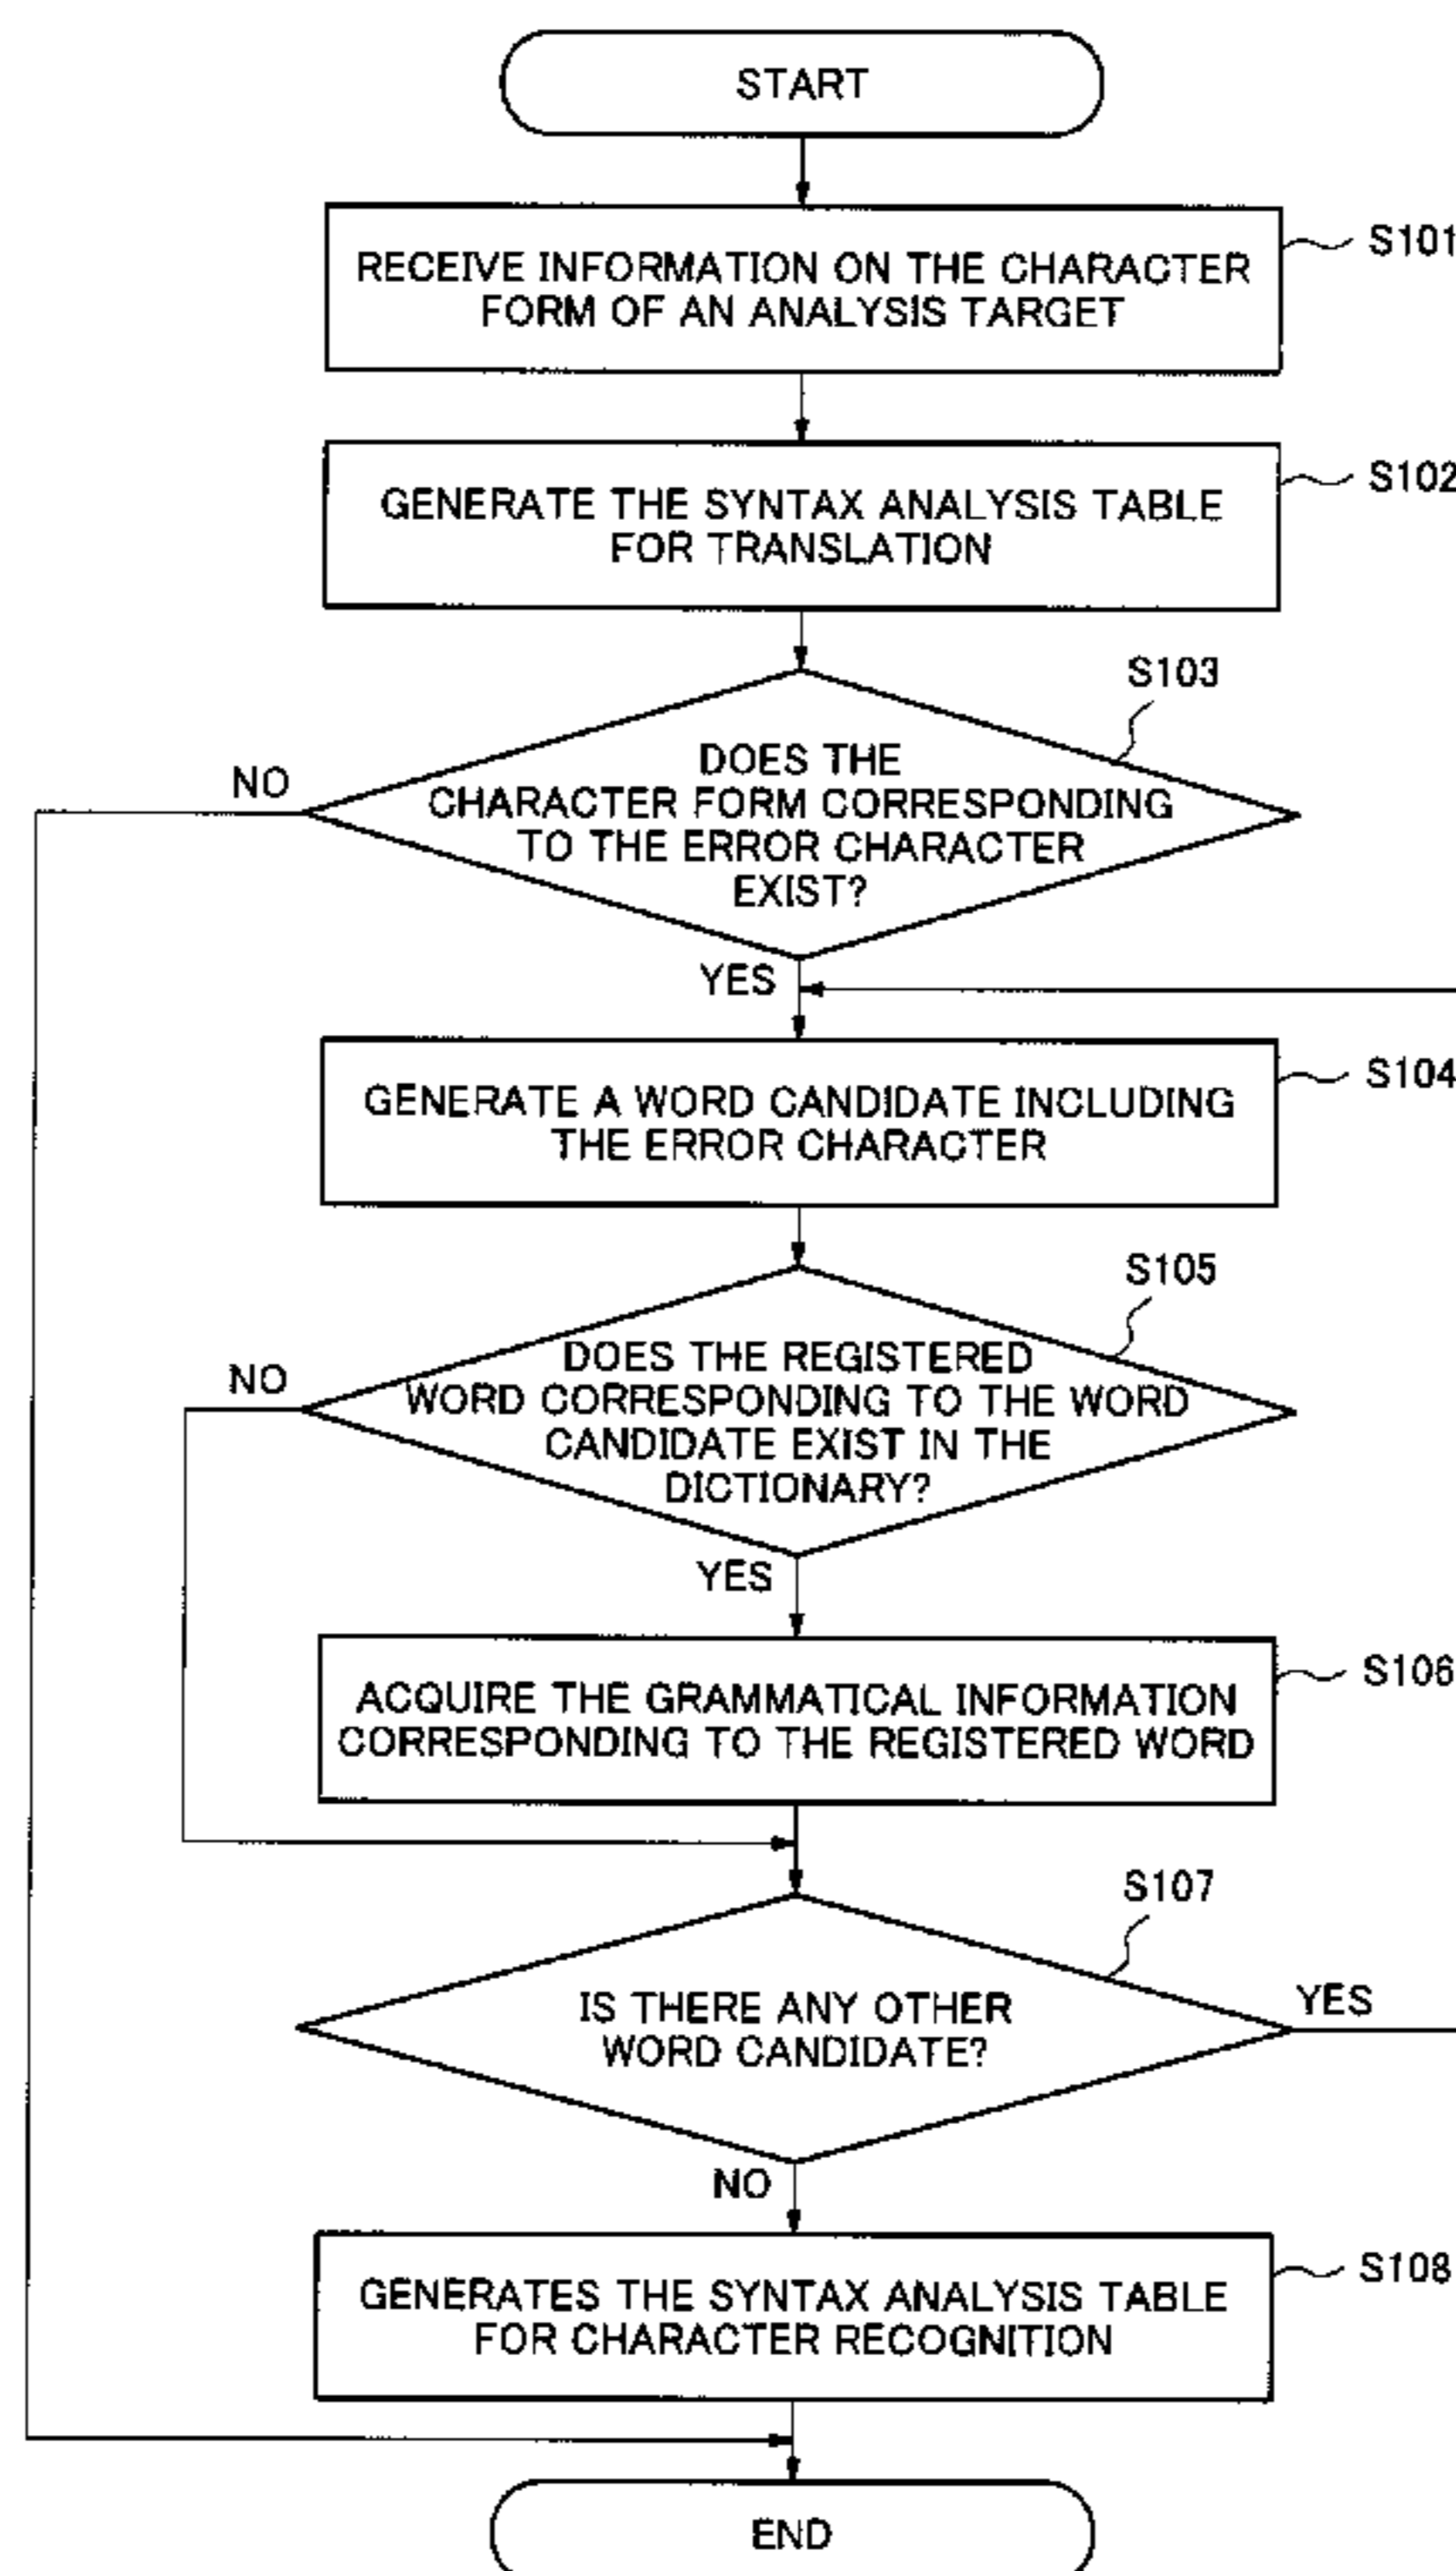 START
RECEIVE INFORMATION ON THE CHARACTER
FORM OF AN ANALYSIS TARGET
S101
GENERATE THE SYNTAX ANALYSIS TABLE
FOR TRANSLATION
S102
S103
DOES THE
CHARACTER FORM CORRESPONDING
TO THE ERROR CHARACTER
EXIST?
NO
YES
GENERATE A WORD CANDIDATE INCLUDING
THE ERROR CHARACTER
S104
S105
DOES THE REGISTERED
WORD CORRESPONDING TO THE WORD
CANDIDATE EXIST IN THE
DICTIONARY?
NO
YES
ACQUIRE THE GRAMMATICAL INFORMATION
CORRESPONDING TO THE REGISTERED WORD
S106
S107
IS THERE ANY OTHER
WORD CANDIDATE?
YES
NO
GENERATES THE SYNTAX ANALYSIS TABLE
FOR CHARACTER RECOGNITION
S108
END